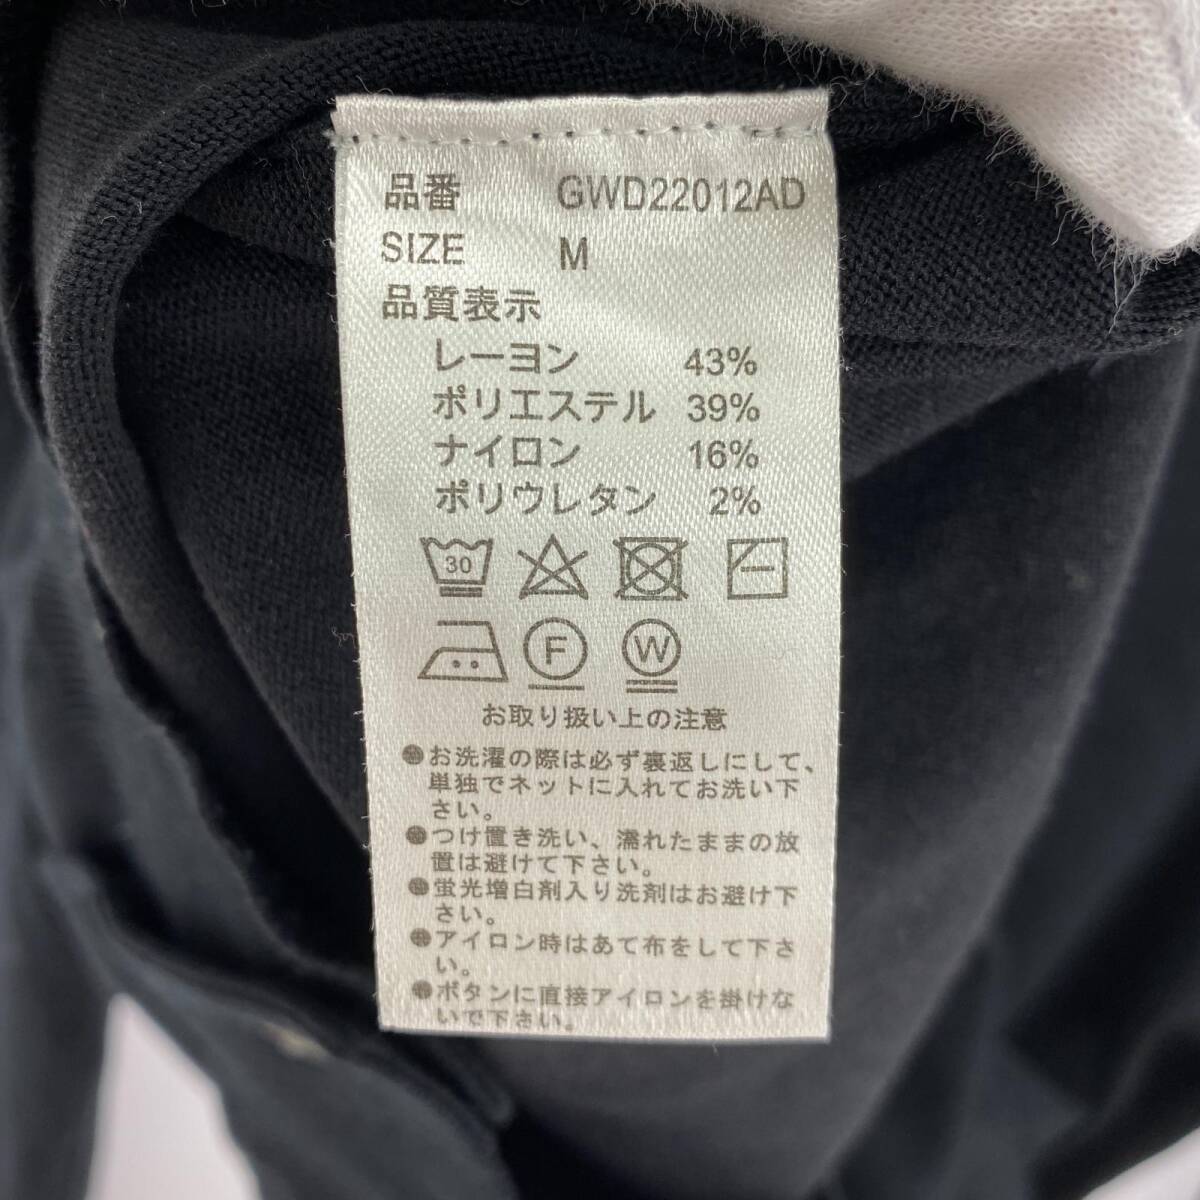 品番 GWD22012AD
SIZE M
品質表示
レーヨン 43%
ポリエステル 39%
ナイロン 16%
ポリウレタン 2%
30
F W
お取り扱い上の注意
●お洗濯の際は必ず裏返しにして、
単独でネットに入れてお洗い下
さい。
●つけ置き洗い、濡れたままの放
置は避けて下さい。
●蛍光増白剤入り洗剤はお避け下
さい。
●アイロン時はあて布をして下さ
い。
●ボタンに直接アイロンを掛けな
いで下さい。